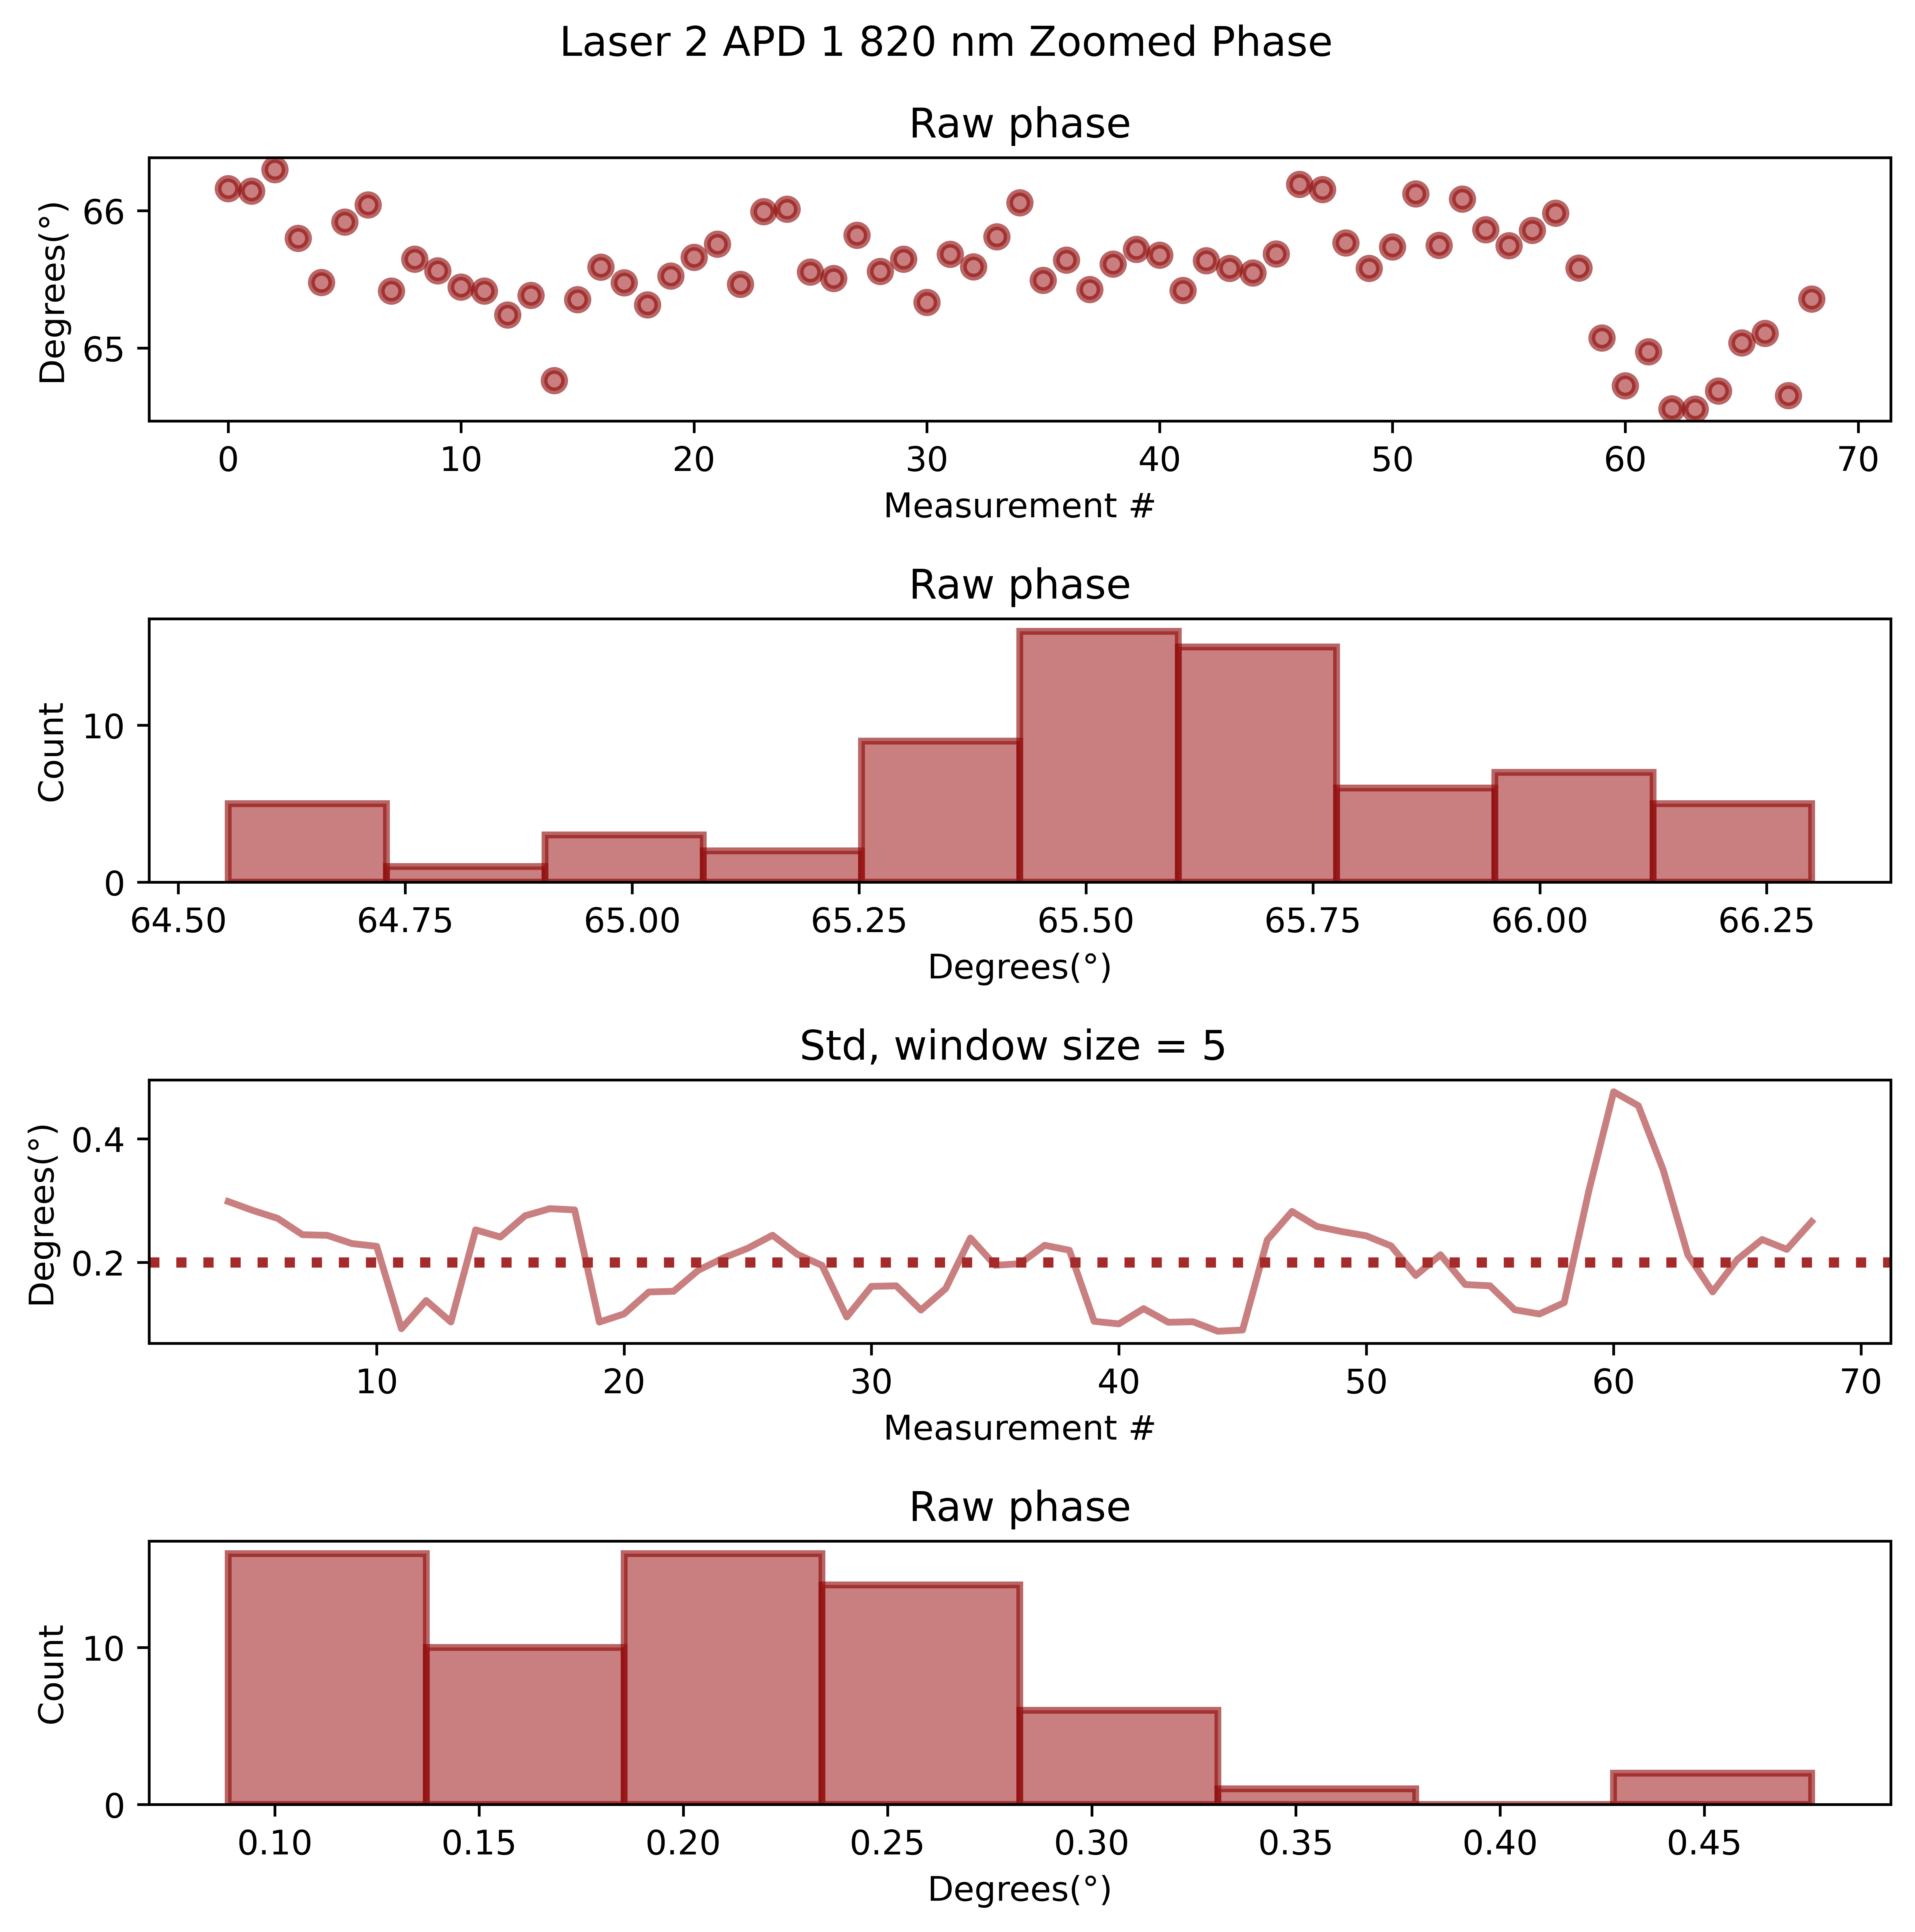 Laser 2 APD 1 820 nm Zoomed Phase
Raw phase
Degrees(°)
66
65
0 10 20 30 40 50 60 70
Measurement #
Raw phase
Count
10
0
64.50 64.75 65.00 65.25 65.50 65.75 66.00 66.25
Degrees(°)
Std, window size = 5
Degrees(°)
0.4
0.2
10 20 30 40 50 60 70
Measurement #
Raw phase
Count
10
0
0.10 0.15 0.20 0.25 0.30 0.35 0.40 0.45
Degrees(°)